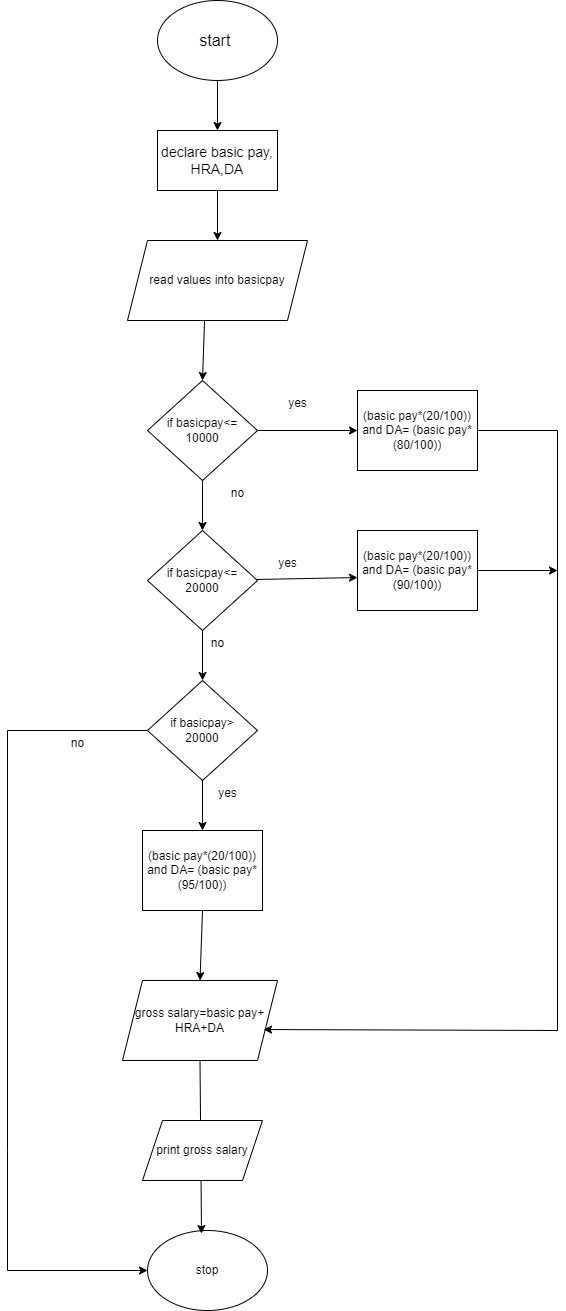 start
declare basic pay,
HRA,DA
read values into basicpay
if basicpay<=
10000
yes
(basic pay*(20/100))
and DA= (basic pay*
(80/100))
no
if basicpay<=
20000
yes
(basic pay*(20/100))
and DA= (basic pay*
(90/100))
no
if basicpay>
20000
no
yes
(basic pay*(20/100))
and DA= (basic pay*
(95/100))
gross salary=basic pay+
HRA+DA
print gross salary
stop